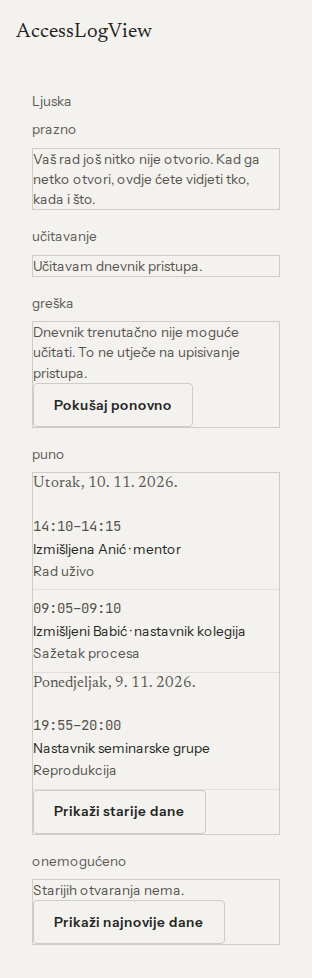 AccessLogView
Ljuska
prazno
Vaš rad još nitko nije otvorio. Kad ga
netko otvori, ovdje ćete vidjeti tko,
kada i što.
učitavanje
Učitavam dnevnik pristupa.
greška
Dnevnik trenutačno nije moguće
učitati. To ne utječe na upisivanje
pristupa.
Pokušaj ponovno
puno
Utorak, 10. 11. 2026.
14:10–14:15
Izmišljena Anić · mentor
Rad uživo
09:05–09:10
Izmišljeni Babić · nastavnik kolegija
Sažetak procesa
Ponedjeljak, 9. 11. 2026.
19:55–20:00
Nastavnik seminarske grupe
Reprodukcija
Prikaži starije dane
onemogućeno
Starijih otvaranja nema.
Prikaži najnovije dane